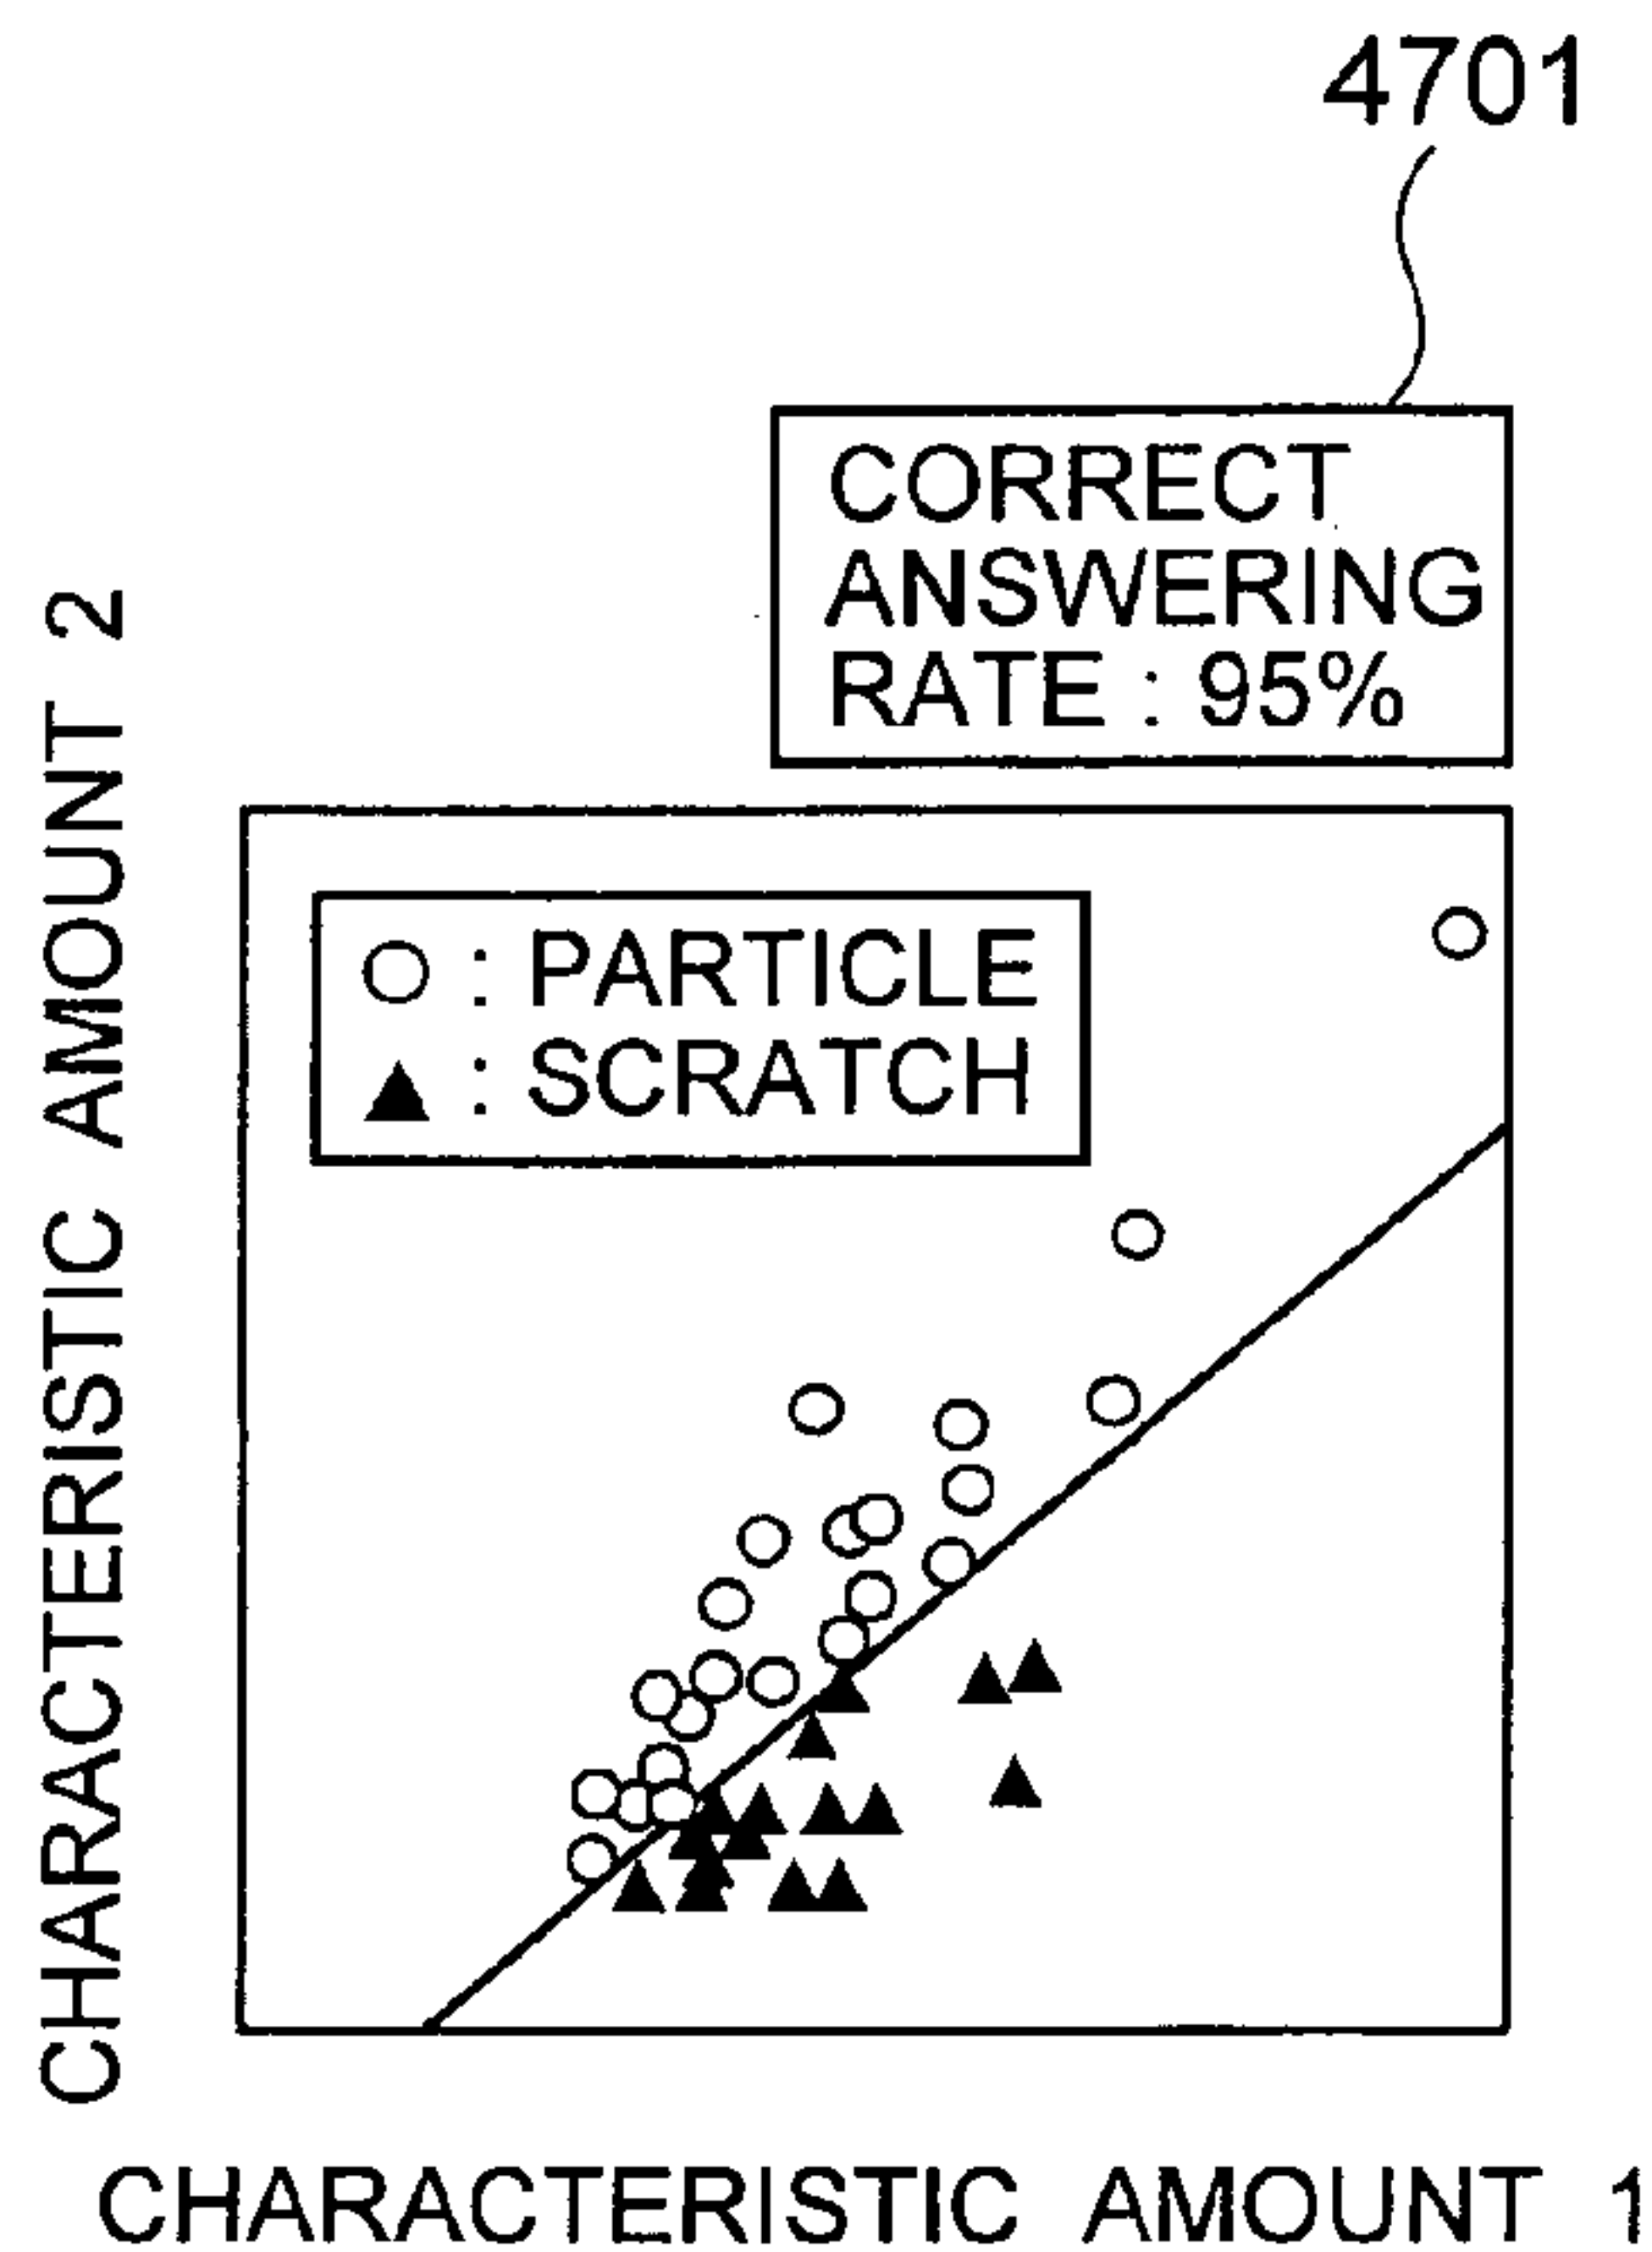 4701
CORRECT
ANSWERING
RATE : 95%
CHARACTERISTIC AMOUNT 2
: PARTICLE
: SCRATCH
CHARACTERISTIC AMOUNT 1